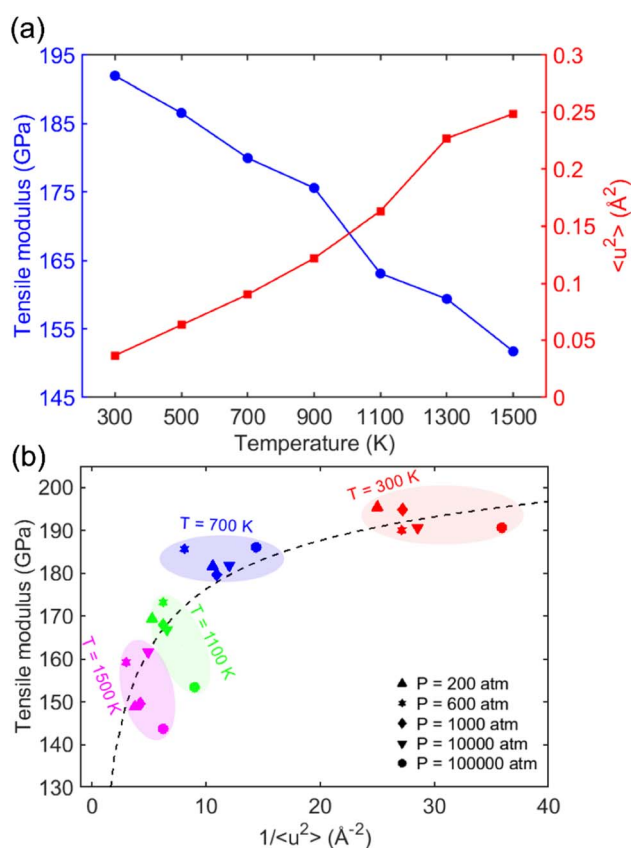 (a)
195
185
175
165
155
145
Tensile modulus (GPa)
0.3
0.25
0.2
0.15
0.1
0.05
0
<u²> (Å²)
300 500 700 900 1100 1300 1500
Temperature (K)
(b)
200
190
180
170
160
150
140
130
Tensile modulus (GPa)
T = 300 K
T = 700 K
T = 1100 K
T = 1500 K
P = 200 atm
P = 600 atm
P = 1000 atm
P = 10000 atm
P = 100000 atm
0 10 20 30 40
1/<u²> (Å⁻²)